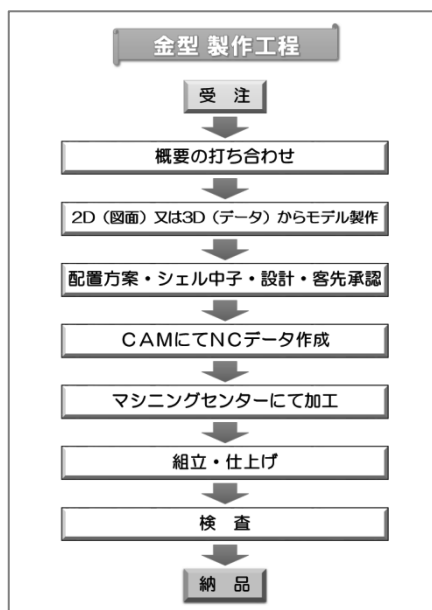 金型 製作工程
受 注
概要の打ち合わせ
2D（図面）又は3D（データ）からモデル製作
配置方案・シェル中子・設計・客先承認
CAMにてNCデータ作成
マシニングセンターにて加工
組立・仕上げ
検 査
納 品